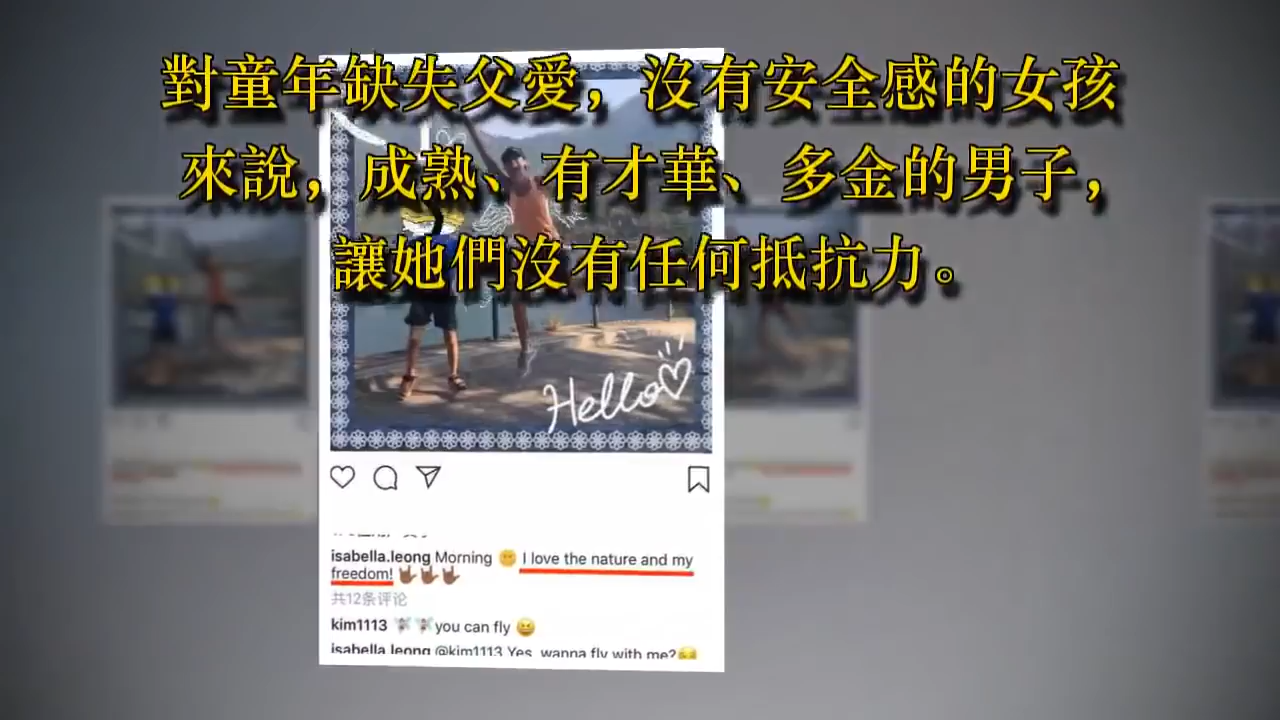 對童年缺失父愛，沒有安全感的女孩
來說，成熟、有才華、多金的男子，
讓她們沒有任何抵抗力。
Hello
isabella.leong Morning 🌞 I love the nature and my
freedom! 🤟🏾🤟🏾🤟🏾
共12条评论
kim1113 🧚🧚you can fly 😆
isabella.leong @kim1113 Yes, wanna fly with me?😏